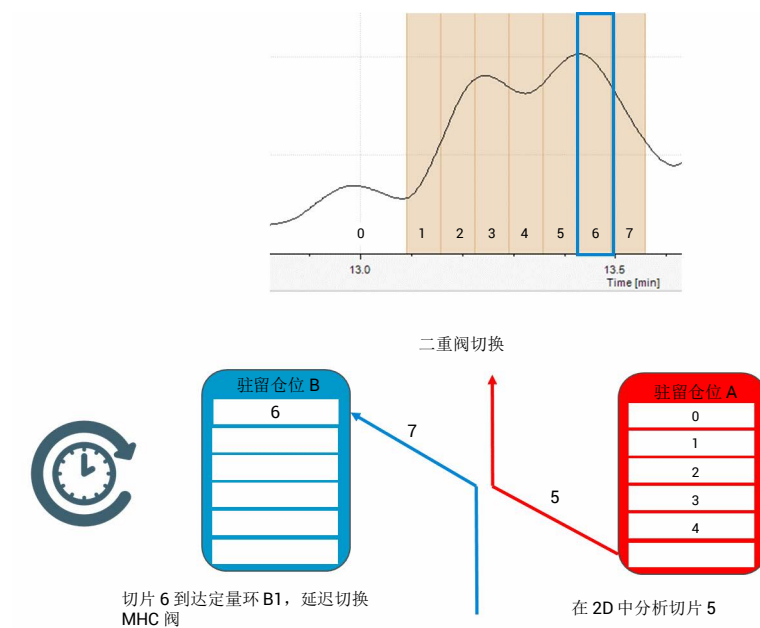 0 1 2 3 4 5 6 7
13.0 13.5
Time [min]
二重阀切换
驻留仓位 B
6
7
5
驻留仓位 A
0
1
2
3
4
切片 6 到达定量环 B1，延迟切换
MHC 阀
在 2D 中分析切片 5